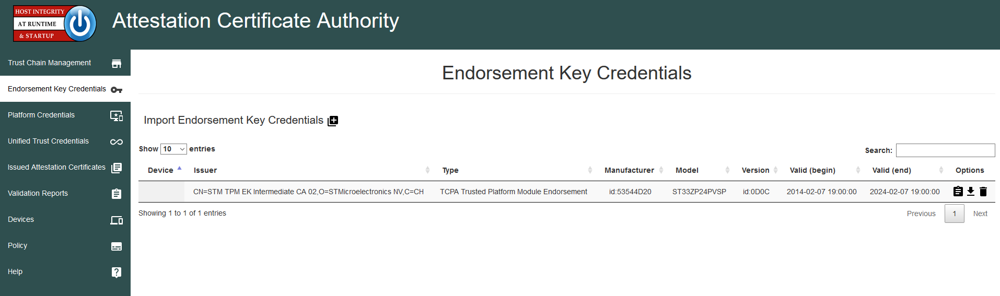 HOST INTEGRITY
AT RUNTIME
& STARTUP
Attestation Certificate Authority
Trust Chain Management
Endorsement Key Credentials
Platform Credentials
Unified Trust Credentials
Issued Attestation Certificates
Validation Reports
Devices
Policy
Help
Endorsement Key Credentials
Import Endorsement Key Credentials
Show 10 entries
Search:
Device Issuer Type Manufacturer Model Version Valid (begin) Valid (end) Options
CN=STM TPM EK Intermediate CA 02,O=STMicroelectronics NV,C=CH TCPA Trusted Platform Module Endorsement id:53544D20 ST33ZP24PVSP id:0D0C 2014-02-07 19:00:00 2024-02-07 19:00:00
Showing 1 to 1 of 1 entries
Previous 1 Next